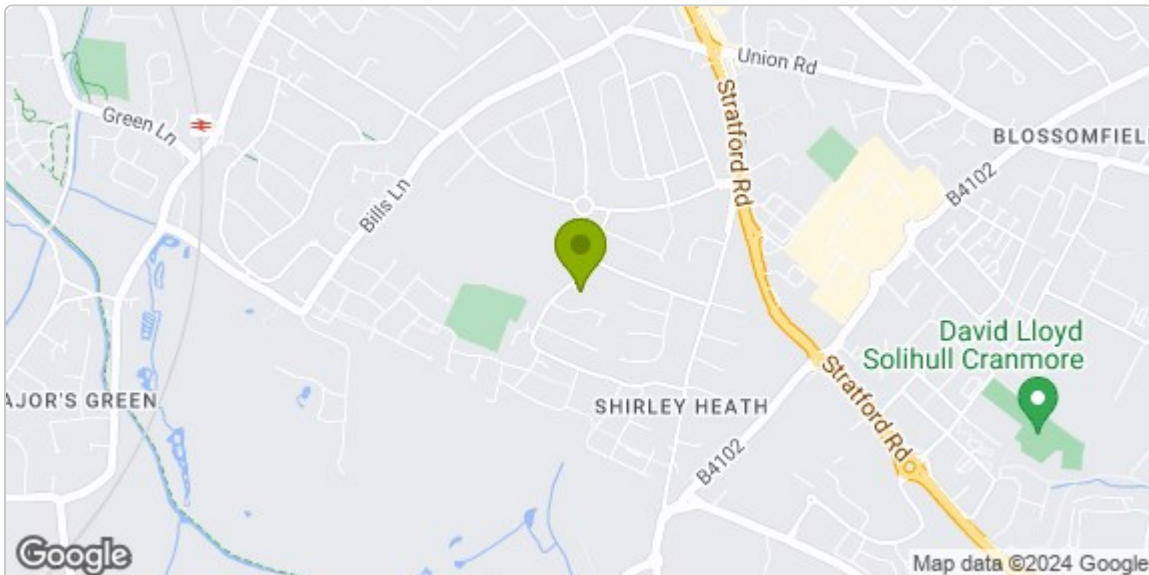 Union Rd
Green Ln
Stratford Rd
BLOSSOMFIELD
B4102
Bills Ln
David Lloyd
Solihull Cranmore
AJOR'S GREEN
SHIRLEY HEATH
Stratford Rd
B4102
Google
Map data ©2024 Google